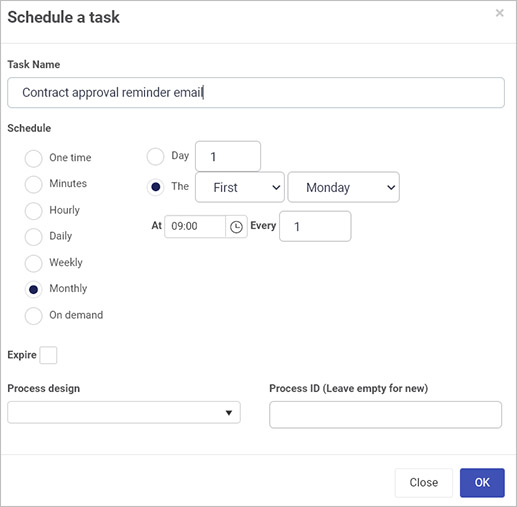 Schedule a task ×
Task Name
Contract approval reminder email
Schedule
One time
Minutes
Hourly
Daily
Weekly
Monthly
On demand
Day 1
The First Monday
At 09:00 Every 1
Expire
Process design Process ID (Leave empty for new)
Close OK